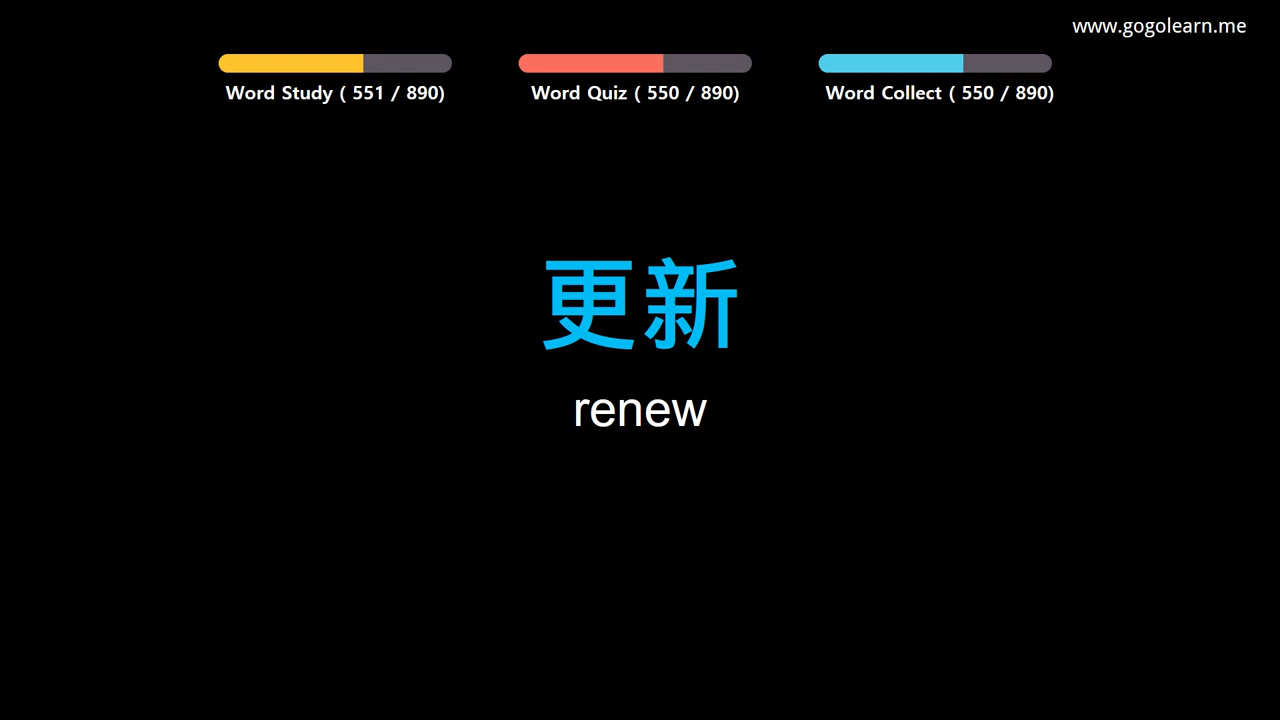 www.gogolearn.me
Word Study ( 551 / 890)
Word Quiz ( 550 / 890)
Word Collect ( 550 / 890)
更新
renew